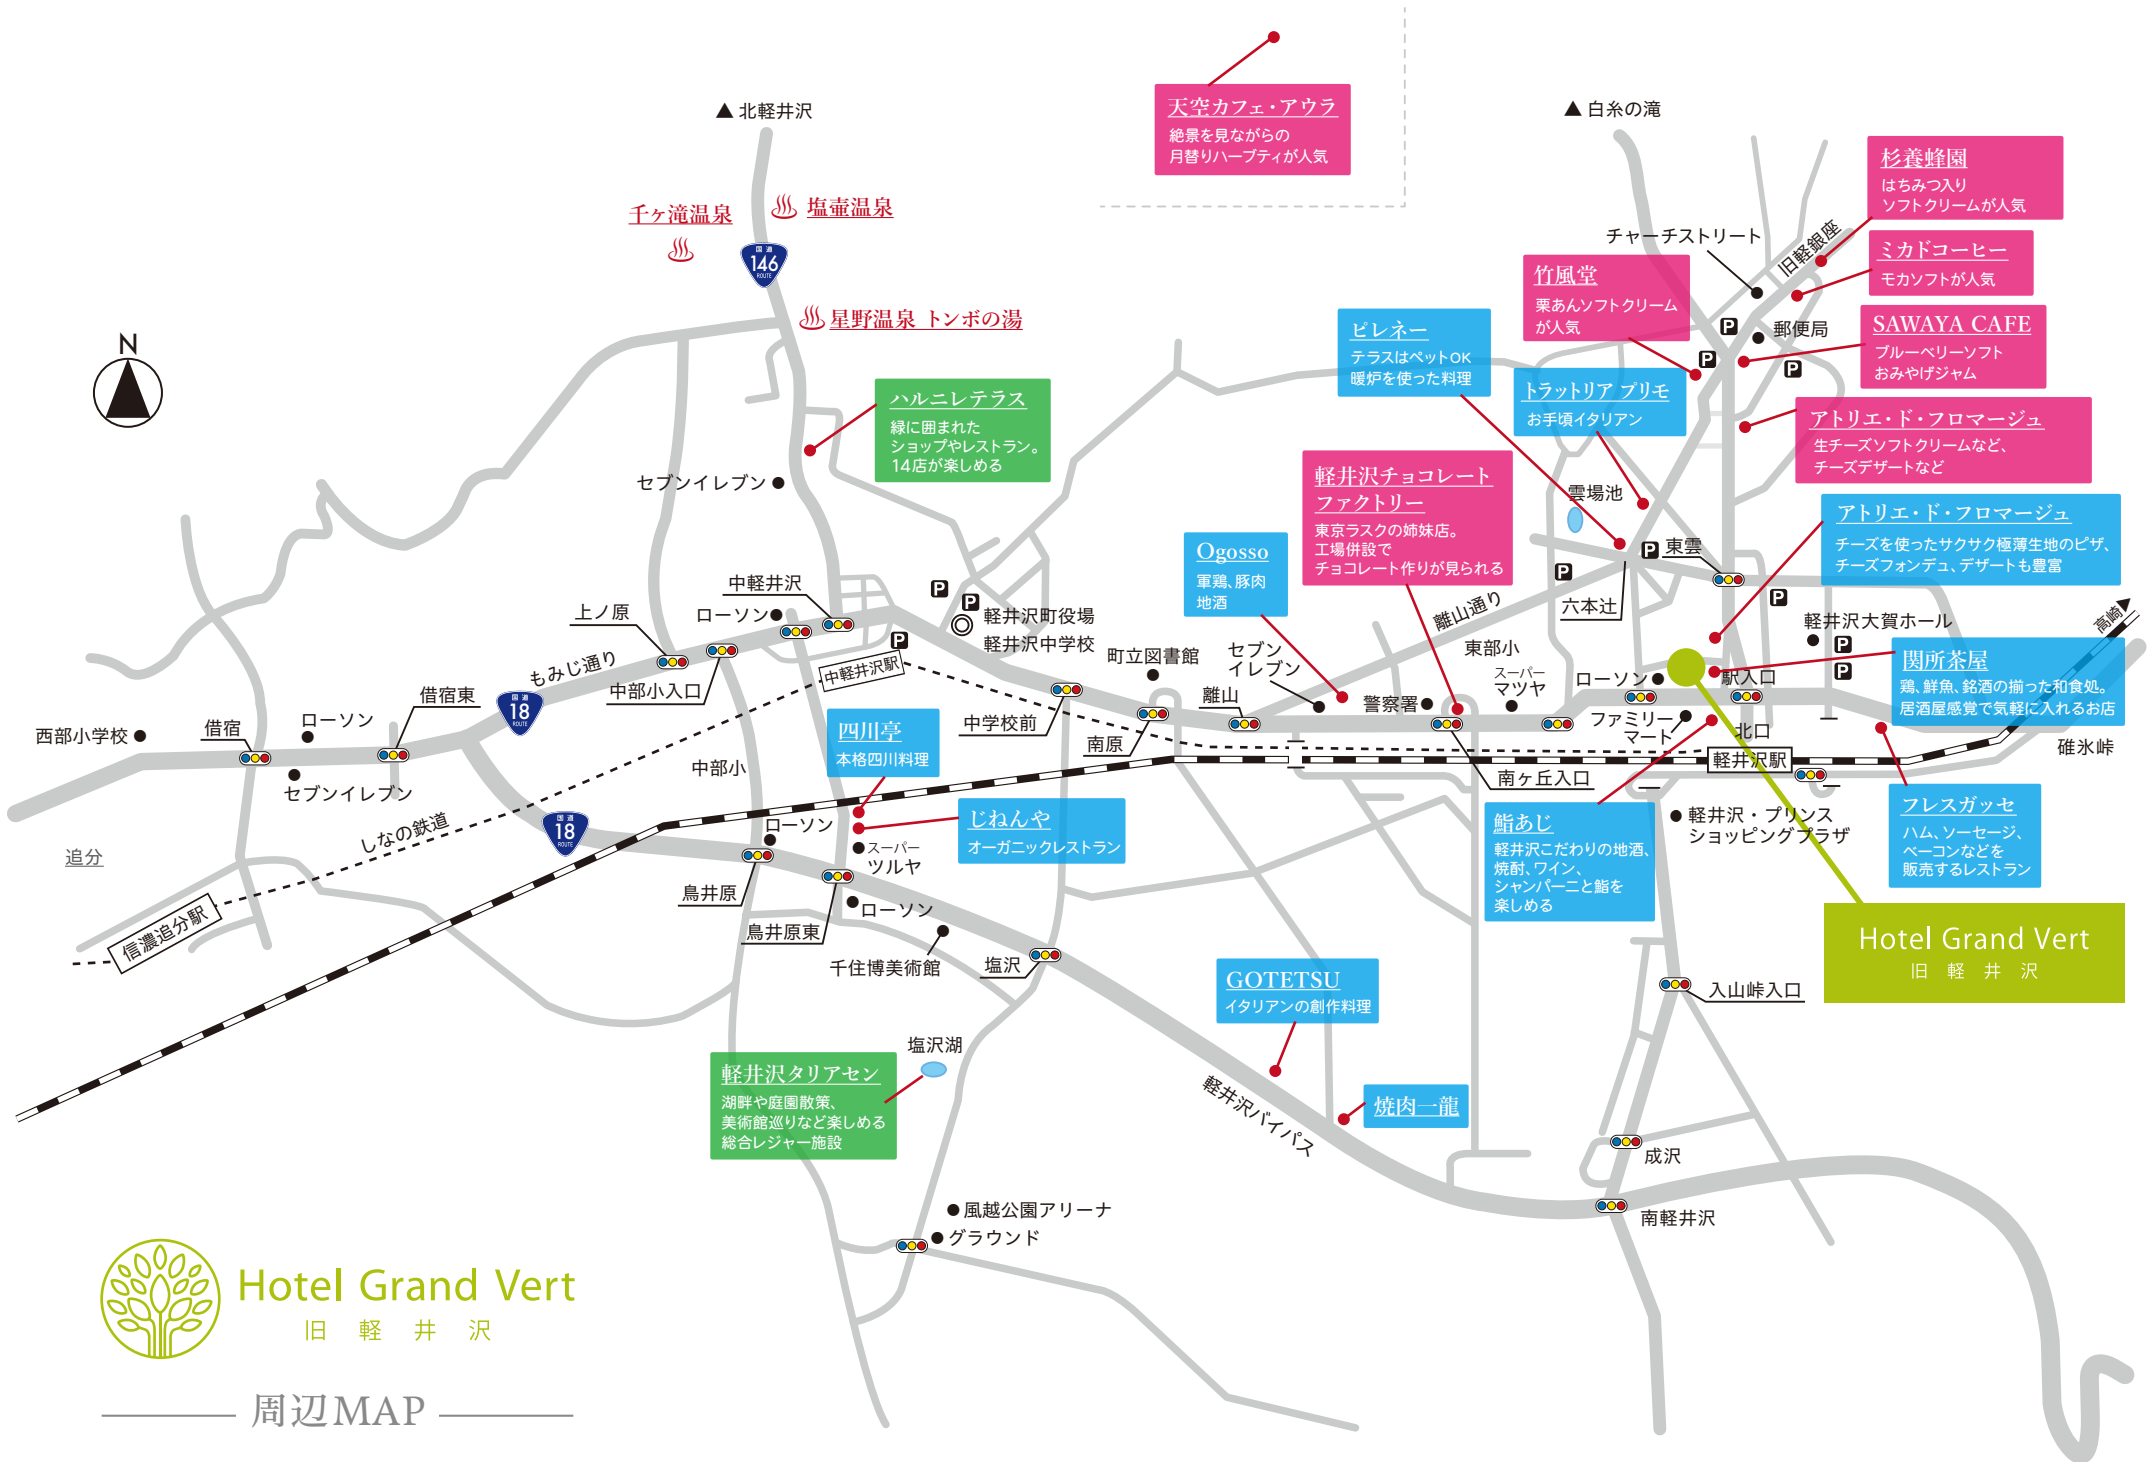 天空カフェ・アウラ
絶景を見ながらの
月替りハーブティが人気
▲ 北軽井沢
▲ 白糸の滝
杉養蜂園
はちみつ入り
ソフトクリームが人気
千ヶ滝温泉
塩壷温泉
国道
146
ROUTE
チャーチストリート
旧軽銀座
ミカドコーヒー
モカソフトが人気
竹風堂
栗あんソフトクリーム
が人気
星野温泉 トンボの湯
ピレネー
テラスはペットOK
暖炉を使った料理
P
郵便局
SAWAYA CAFE
ブルーベリーソフト
おみやげジャム
N
P
P
トラットリア プリモ
お手頃イタリアン
ハルニレテラス
緑に囲まれた
ショップやレストラン。
14店が楽しめる
アトリエ・ド・フロマージュ
生チーズソフトクリームなど、
チーズデザートなど
セブンイレブン
軽井沢チョコレート
ファクトリー
東京ラスクの姉妹店。
工場併設で
チョコレート作りが見られる
雲場池
アトリエ・ド・フロマージュ
チーズを使ったサクサク極薄生地のピザ、
チーズフォンデュ、デザートも豊富
Ogosso
軍鶏、豚肉
地酒
P
東雲
P
中軽井沢
P
P
P
上ノ原
ローソン
軽井沢町役場
軽井沢中学校
離山通り
六本辻
軽井沢大賀ホール
高崎
P
P
P
もみじ通り
中部小入口
中軽井沢駅
町立図書館
セブン
イレブン
東部小
スーパー
マツヤ
ローソン
駅入口
関所茶屋
鶏、鮮魚、銘酒の揃った和食処。
居酒屋感覚で気軽に入れるお店
借宿東
国道
18
ROUTE
離山
警察署
ファミリー
マート
北口
西部小学校
借宿
ローソン
中学校前
南原
四川亭
本格四川料理
軽井沢駅
碓氷峠
セブンイレブン
中部小
南ヶ丘入口
しなの鉄道
国道
18
ROUTE
ローソン
じねんや
オーガニックレストラン
鮨あじ
軽井沢こだわりの地酒、
焼酎、ワイン、
シャンパーニと鮨を
楽しめる
軽井沢・プリンス
ショッピングプラザ
フレスガッセ
ハム、ソーセージ、
ベーコンなどを
販売するレストラン
追分
スーパー
ツルヤ
鳥井原
ローソン
信濃追分駅
鳥井原東
千住博美術館
塩沢
Hotel Grand Vert
旧軽井沢
GOTETSU
イタリアンの創作料理
入山峠入口
塩沢湖
軽井沢タリアセン
湖畔や庭園散策、
美術館巡りなど楽しめる
総合レジャー施設
軽井沢バイパス
焼肉一龍
成沢
風越公園アリーナ
グラウンド
南軽井沢
Hotel Grand Vert
旧軽井沢
周辺MAP